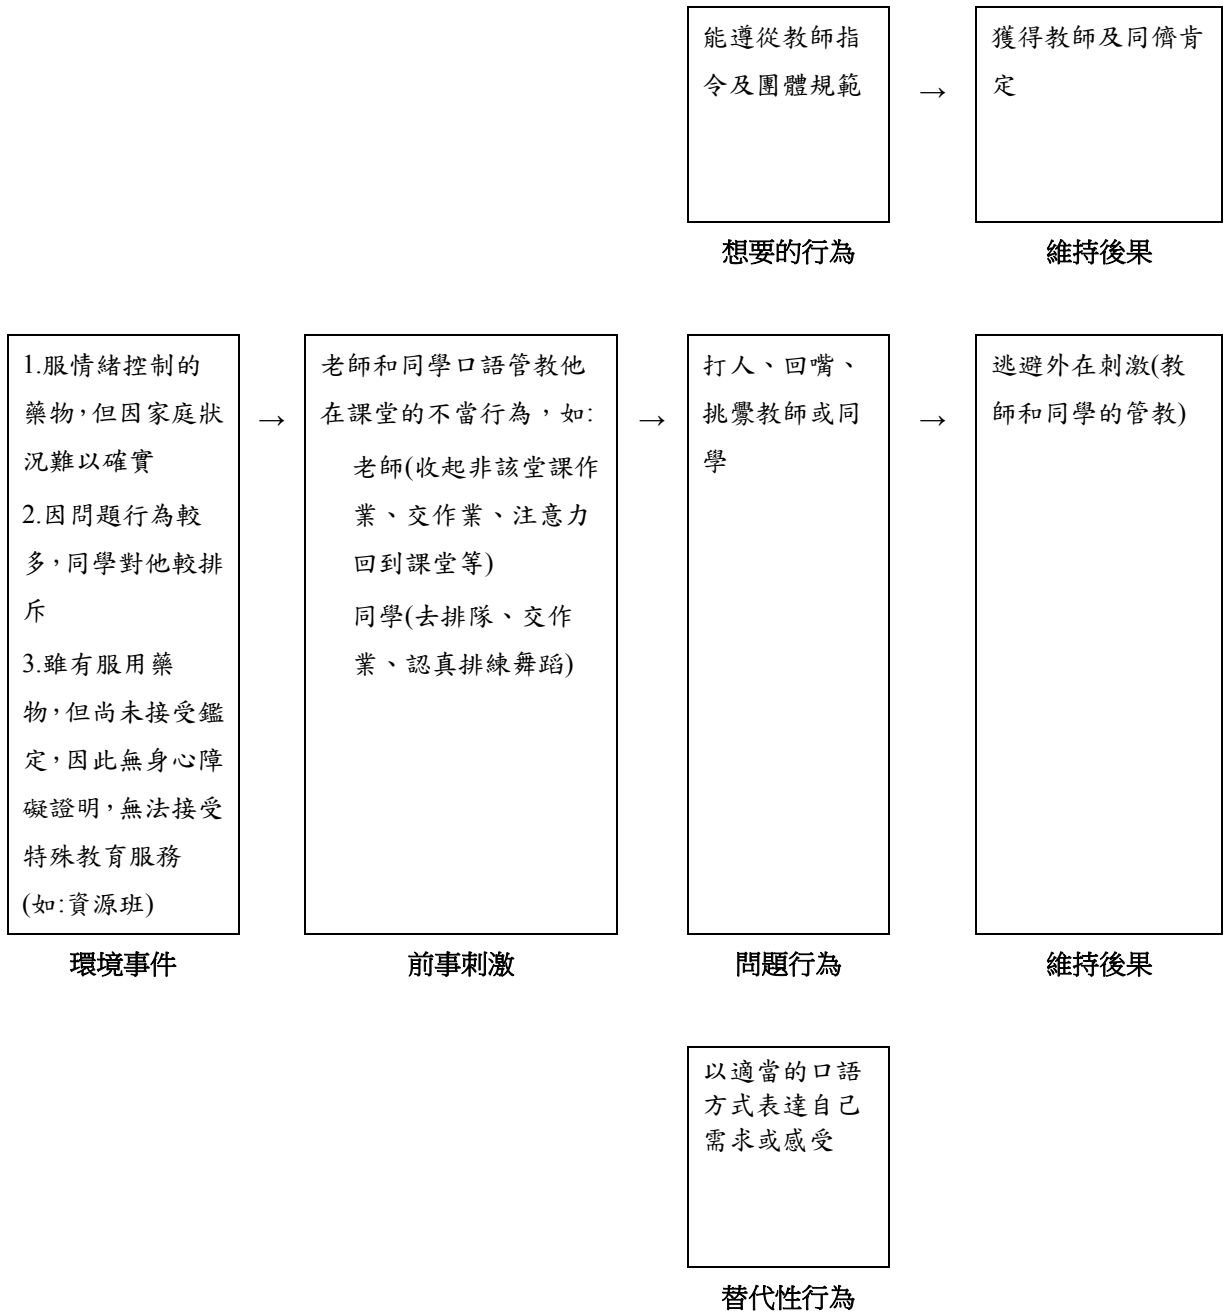 能遵從教師指
令及團體規範
→
獲得教師及同儕肯
定
想要的行為
維持後果
1.服情緒控制的
藥物，但因家庭狀
況難以確實
2.因問題行為較
多，同學對他較排
斥
3.雖有服用藥
物，但尚未接受鑑
定，因此無身心障
礙證明，無法接受
特殊教育服務
(如:資源班)
環境事件
→
老師和同學口語管教他
在課堂的不當行為，如:
老師(收起非該堂課作
業、交作業、注意力
回到課堂等)
同學(去排隊、交作
業、認真排練舞蹈)
前事刺激
→
打人、回嘴、
挑釁教師或同
學
問題行為
→
逃避外在刺激(教
師和同學的管教)
維持後果
以適當的口語
方式表達自己
需求或感受
替代性行為